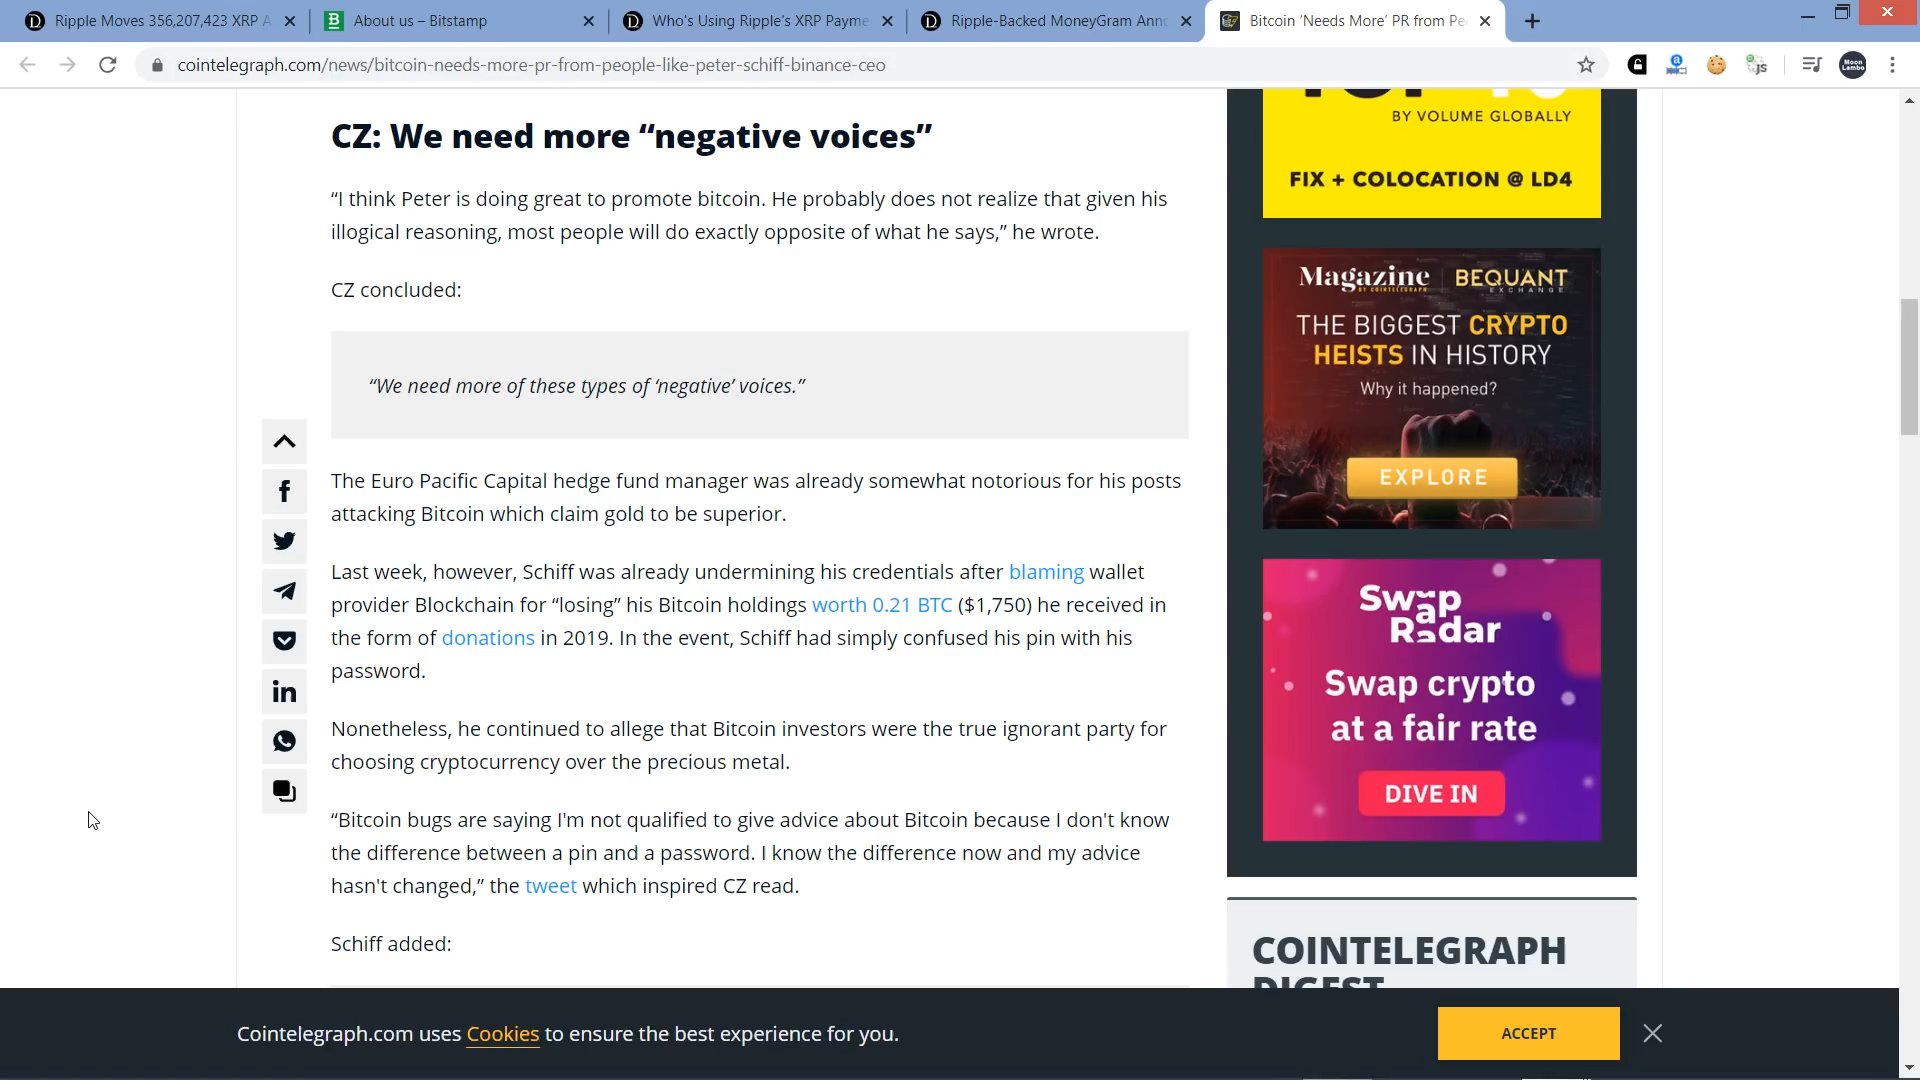 Ripple Moves 356,207,423 XRP A
About us – Bitstamp
Who's Using Ripple's XRP Payme
Ripple-Backed MoneyGram Ann
Bitcoin ‘Needs More’ PR from Pe
cointelegraph.com/news/bitcoin-needs-more-pr-from-people-like-peter-schiff-binance-ceo
Moon
Lambo
CZ: We need more “negative voices”
“I think Peter is doing great to promote bitcoin. He probably does not realize that given his
illogical reasoning, most people will do exactly opposite of what he says,” he wrote.
CZ concluded:
“We need more of these types of ‘negative’ voices.”
The Euro Pacific Capital hedge fund manager was already somewhat notorious for his posts
attacking Bitcoin which claim gold to be superior.
Last week, however, Schiff was already undermining his credentials after blaming wallet
provider Blockchain for “losing” his Bitcoin holdings worth 0.21 BTC ($1,750) he received in
the form of donations in 2019. In the event, Schiff had simply confused his pin with his
password.
Nonetheless, he continued to allege that Bitcoin investors were the true ignorant party for
choosing cryptocurrency over the precious metal.
“Bitcoin bugs are saying I'm not qualified to give advice about Bitcoin because I don't know
the difference between a pin and a password. I know the difference now and my advice
hasn't changed,” the tweet which inspired CZ read.
Schiff added:
BY VOLUME GLOBALLY
FIX + COLOCATION @ LD4
Magazine BEQUANT
BY COINTELEGRAPH EXCHANGE
THE BIGGEST CRYPTO
HEISTS IN HISTORY
Why it happened?
EXPLORE
Swap
Radar
Swap crypto
at a fair rate
DIVE IN
COINTELEGRAPH
DIGEST
Cointelegraph.com uses Cookies to ensure the best experience for you.
ACCEPT